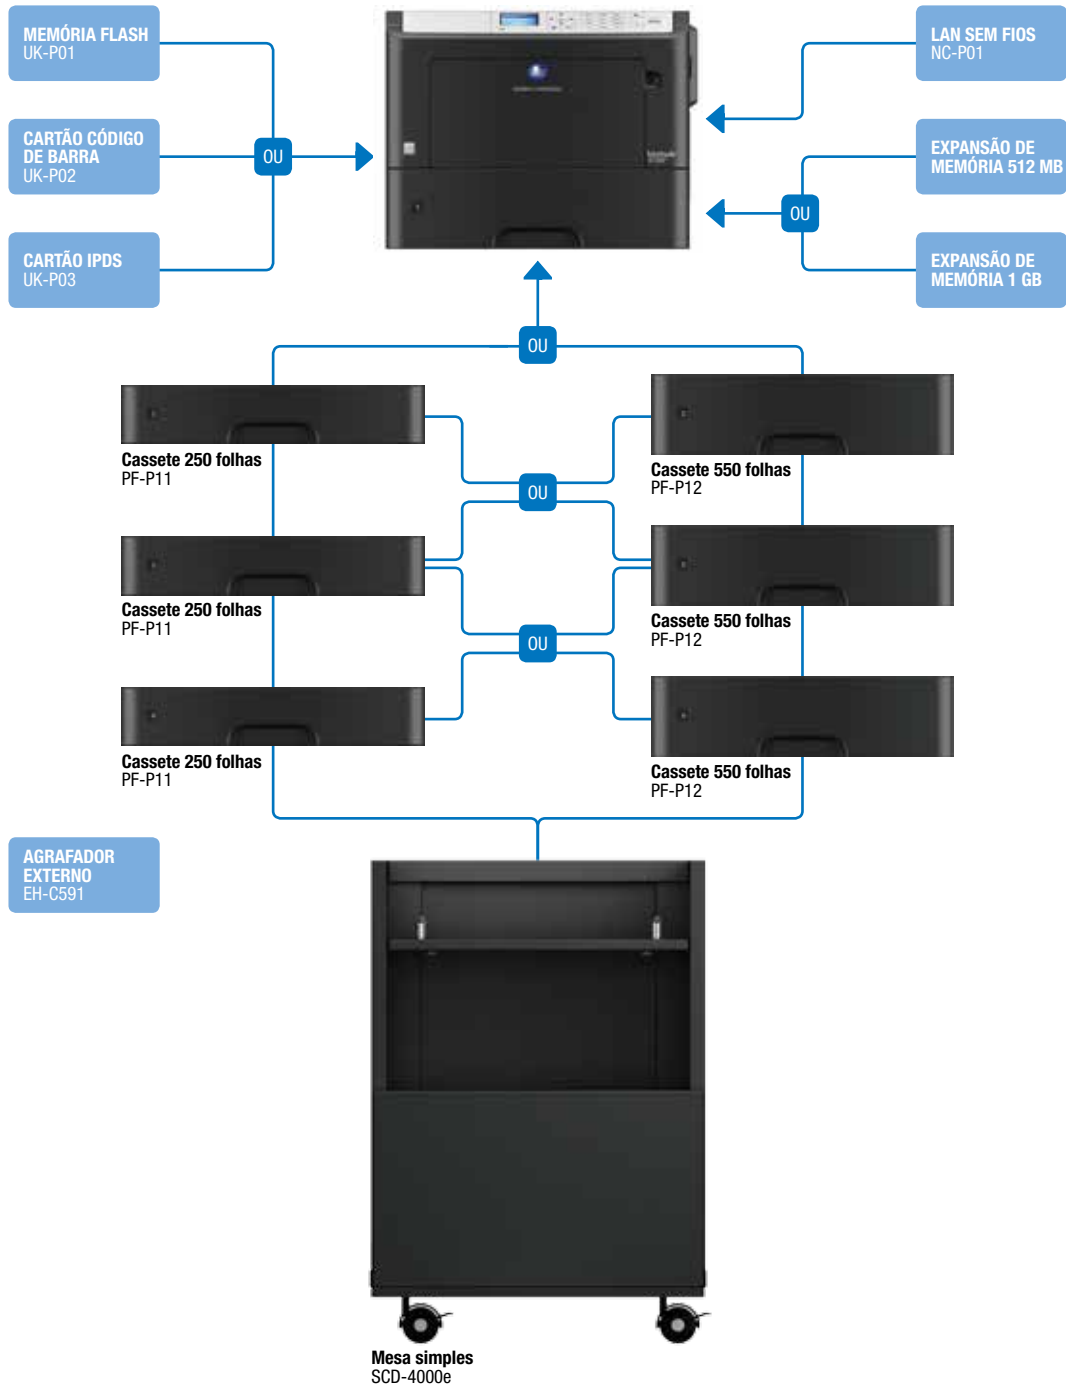 MEMÓRIA FLASH
UK-P01
CARTÃO CÓDIGO
DE BARRA
UK-P02
CARTÃO IPDS
UK-P03
OU
LAN SEM FIOS
NC-P01
EXPANSÃO DE
MEMÓRIA 512 MB
OU
EXPANSÃO DE
MEMÓRIA 1 GB
OU
Cassete 250 folhas
PF-P11
Cassete 550 folhas
PF-P12
OU
Cassete 250 folhas
PF-P11
Cassete 550 folhas
PF-P12
OU
Cassete 250 folhas
PF-P11
Cassete 550 folhas
PF-P12
AGRAFADOR
EXTERNO
EH-C591
Mesa simples
SCD-4000e